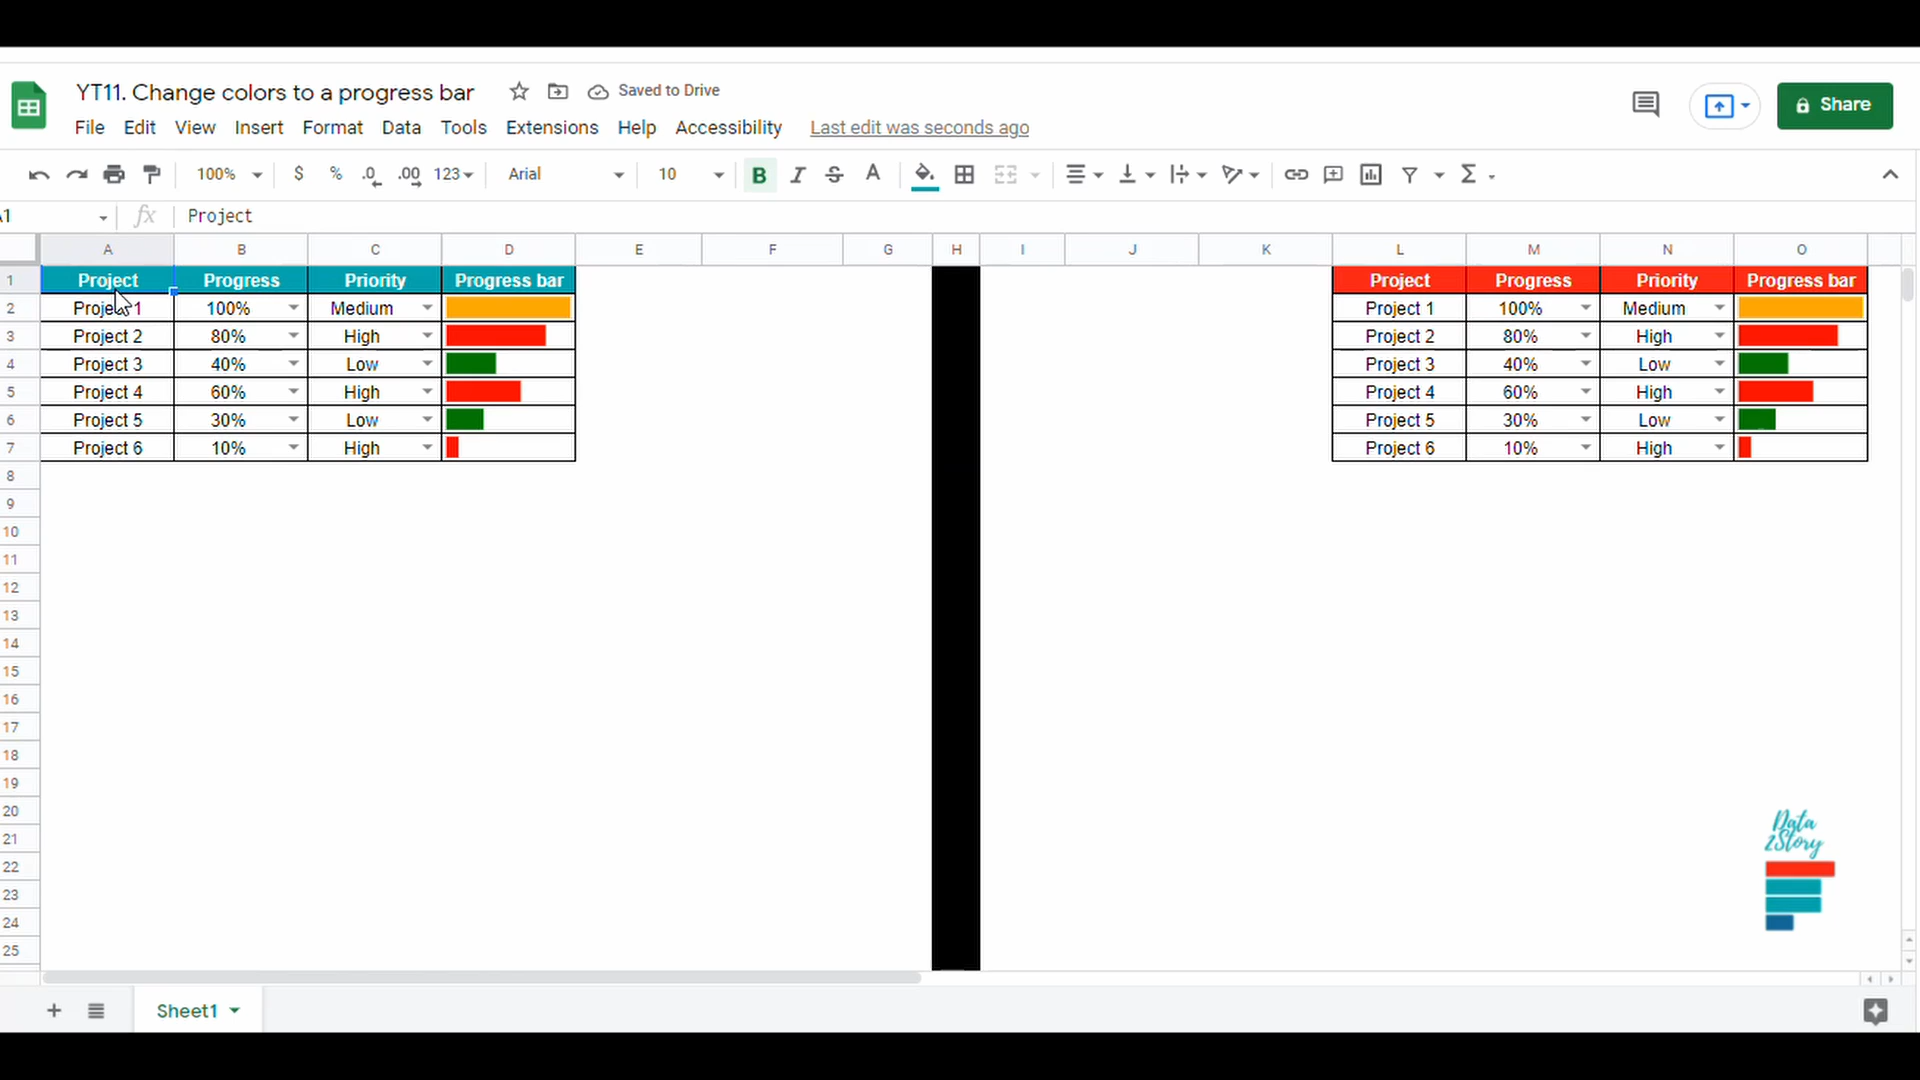 YT11. Change colors to a progress bar
Saved to Drive
Share
File Edit View Insert Format Data Tools Extensions Help Accessibility Last edit was seconds ago
100% $ % .0 .00 123 Arial 10 B I S A Σ
A1 fx Project
A B C D E F G H I J K L M N O
1 Project Progress Priority Progress bar Project Progress Priority Progress bar
2 Project 1 100% Medium Project 1 100% Medium
3 Project 2 80% High Project 2 80% High
4 Project 3 40% Low Project 3 40% Low
5 Project 4 60% High Project 4 60% High
6 Project 5 30% Low Project 5 30% Low
7 Project 6 10% High Project 6 10% High
8
9
10
11
12
13
14
15
16
17
18
19
20
21
22
23
24
25
Data
2Story
Sheet1